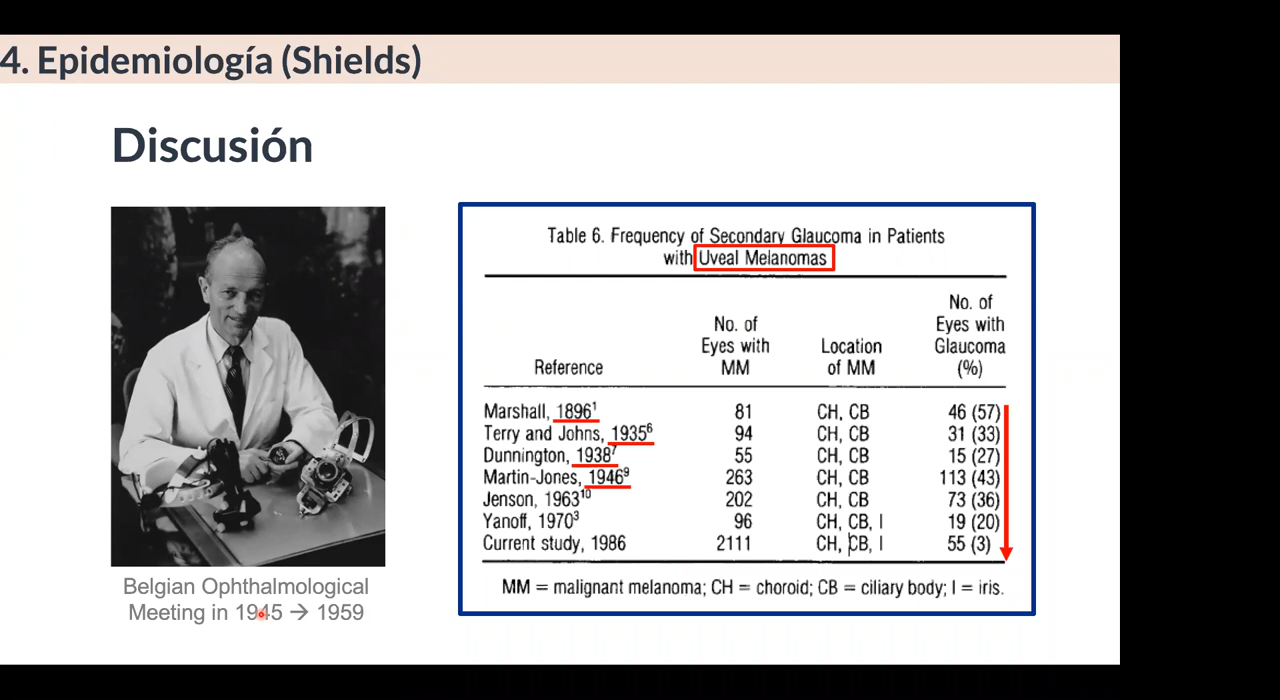 4. Epidemiología (Shields)
Discusión
Belgian Ophthalmological
Meeting in 1945 → 1959
Table 6. Frequency of Secondary Glaucoma in Patients
with Uveal Melanomas
Reference No. of Eyes with MM Location of MM No. of Eyes with Glaucoma (%)
Marshall, 1896¹ 81 CH, CB 46 (57)
Terry and Johns, 1935⁶ 94 CH, CB 31 (33)
Dunnington, 1938⁷ 55 CH, CB 15 (27)
Martin-Jones, 1946⁹ 263 CH, CB 113 (43)
Jenson, 1963¹⁰ 202 CH, CB 73 (36)
Yanoff, 1970³ 96 CH, CB, I 19 (20)
Current study, 1986 2111 CH, CB, I 55 (3)
MM = malignant melanoma; CH = choroid; CB = ciliary body; I = iris.